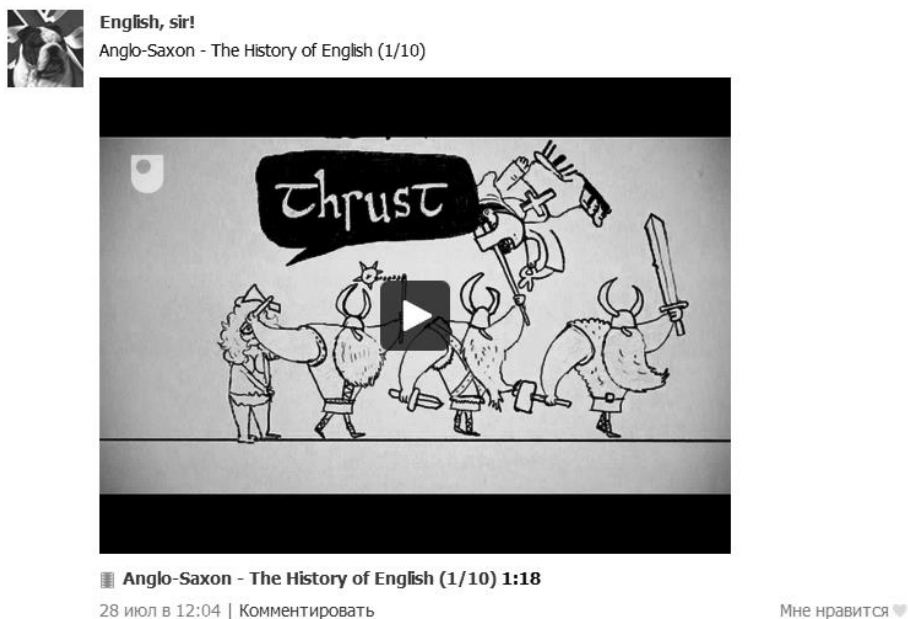 English, sir!
Anglo-Saxon - The History of English (1/10)
Thrust
Anglo-Saxon - The History of English (1/10) 1:18
28 июл в 12:04 | Комментировать
Мне нравится